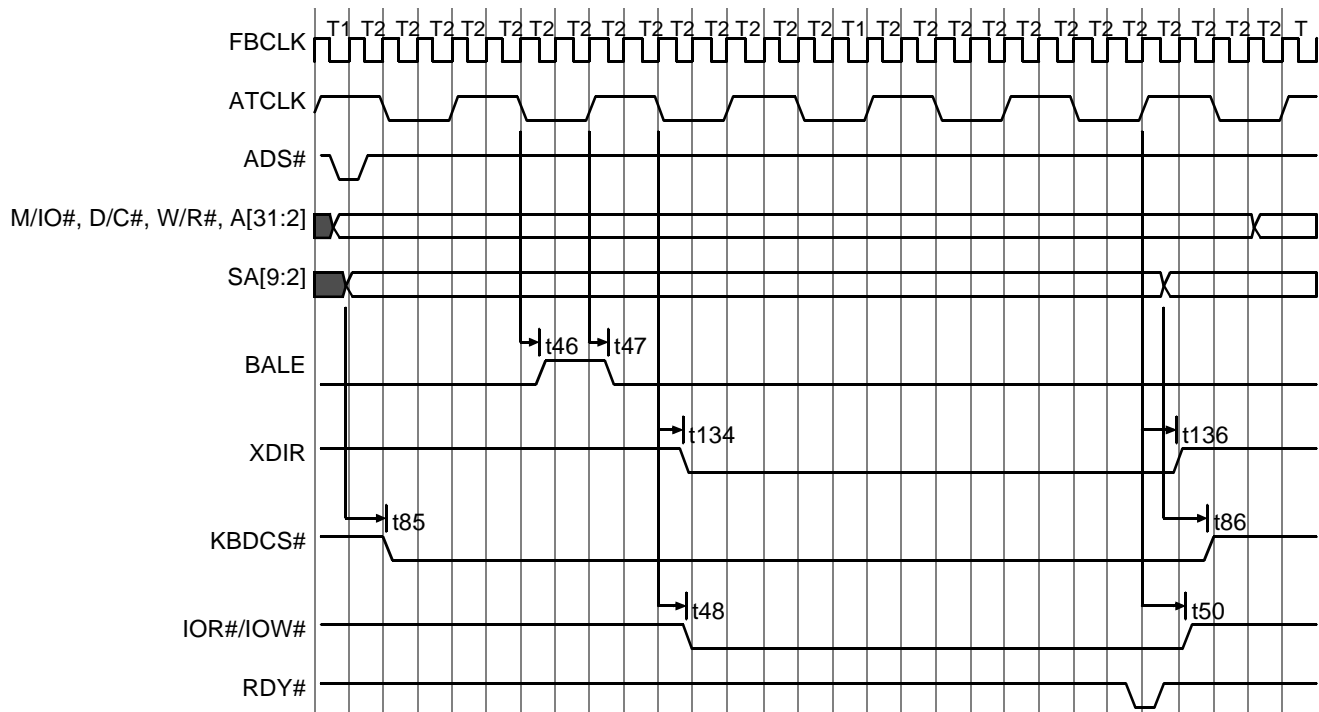 T1 T2 T2 T2 T2 T2 T2 T2 T2 T2 T2 T2 T2 T2 T2 T1 T2 T2 T2 T2 T2 T2 T2 T2 T2 T2 T2 T2 T
FBCLK
ATCLK
ADS#
M/IO#, D/C#, W/R#, A[31:2]
SA[9:2]
t46 t47
BALE
t134 t136
XDIR
t85 t86
KBDCS#
t48 t50
IOR#/IOW#
RDY#